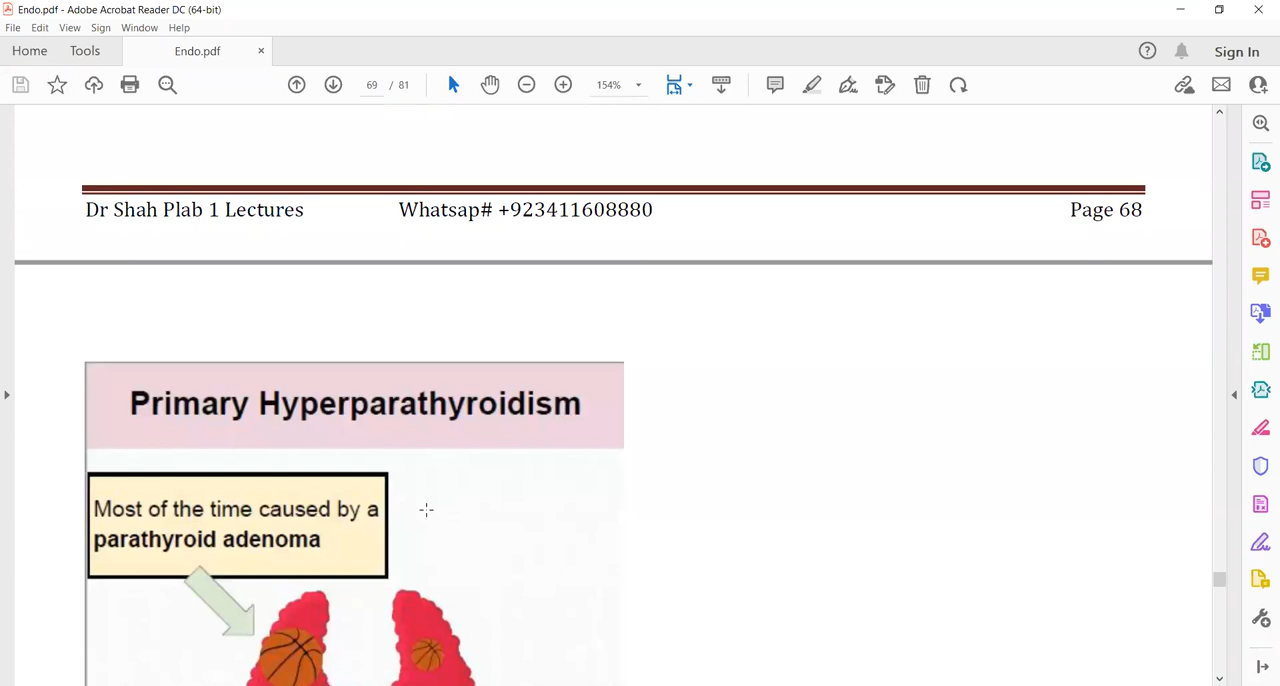 Endo.pdf - Adobe Acrobat Reader DC (64-bit)
File Edit View Sign Window Help
Home Tools Endo.pdf × Sign In
69 / 81 154%
Dr Shah Plab 1 Lectures Whatsap# +923411608880 Page 68
Primary Hyperparathyroidism
Most of the time caused by a
parathyroid adenoma